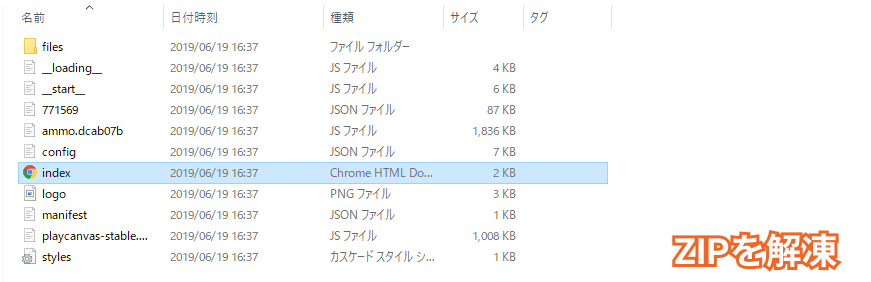 名前 日付時刻 種類 サイズ タグ
files 2019/06/19 16:37 ファイル フォルダー
__loading__ 2019/06/19 16:37 JS ファイル 4 KB
__start__ 2019/06/19 16:37 JS ファイル 6 KB
771569 2019/06/19 16:37 JSON ファイル 87 KB
ammo.dcab07b 2019/06/19 16:37 JS ファイル 1,836 KB
config 2019/06/19 16:37 JSON ファイル 7 KB
index 2019/06/19 16:37 Chrome HTML Do... 2 KB
logo 2019/06/19 16:37 PNG ファイル 3 KB
manifest 2019/06/19 16:37 JSON ファイル 1 KB
playcanvas-stable.... 2019/06/19 16:37 JS ファイル 1,008 KB
styles 2019/06/19 16:37 カスケード スタイル シ... 1 KB
ZIPを解凍